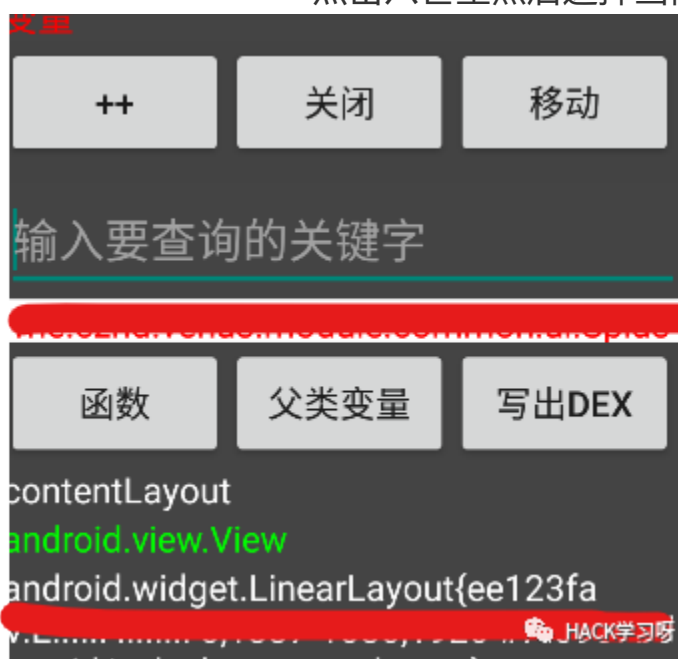 变量
++ 关闭 移动
输入要查询的关键字
函数 父类变量 写出DEX
contentLayout
android.view.View
android.widget.LinearLayout{ee123fa
HACK学习呀